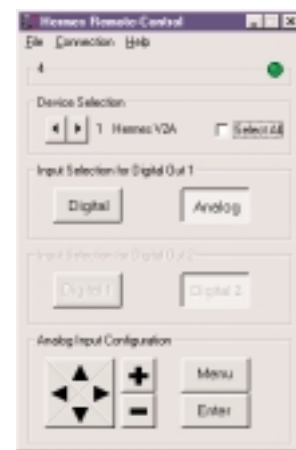 Hermes Remote Control
File Connection Help
4
Device Selection
1 Hermes V2A Select All
Input Selection for Digital Out 1
Digital Analog
Input Selection for Digital Out 2
Digital 1 Digital 2
Analog Input Configuration
+ Menu
- Enter